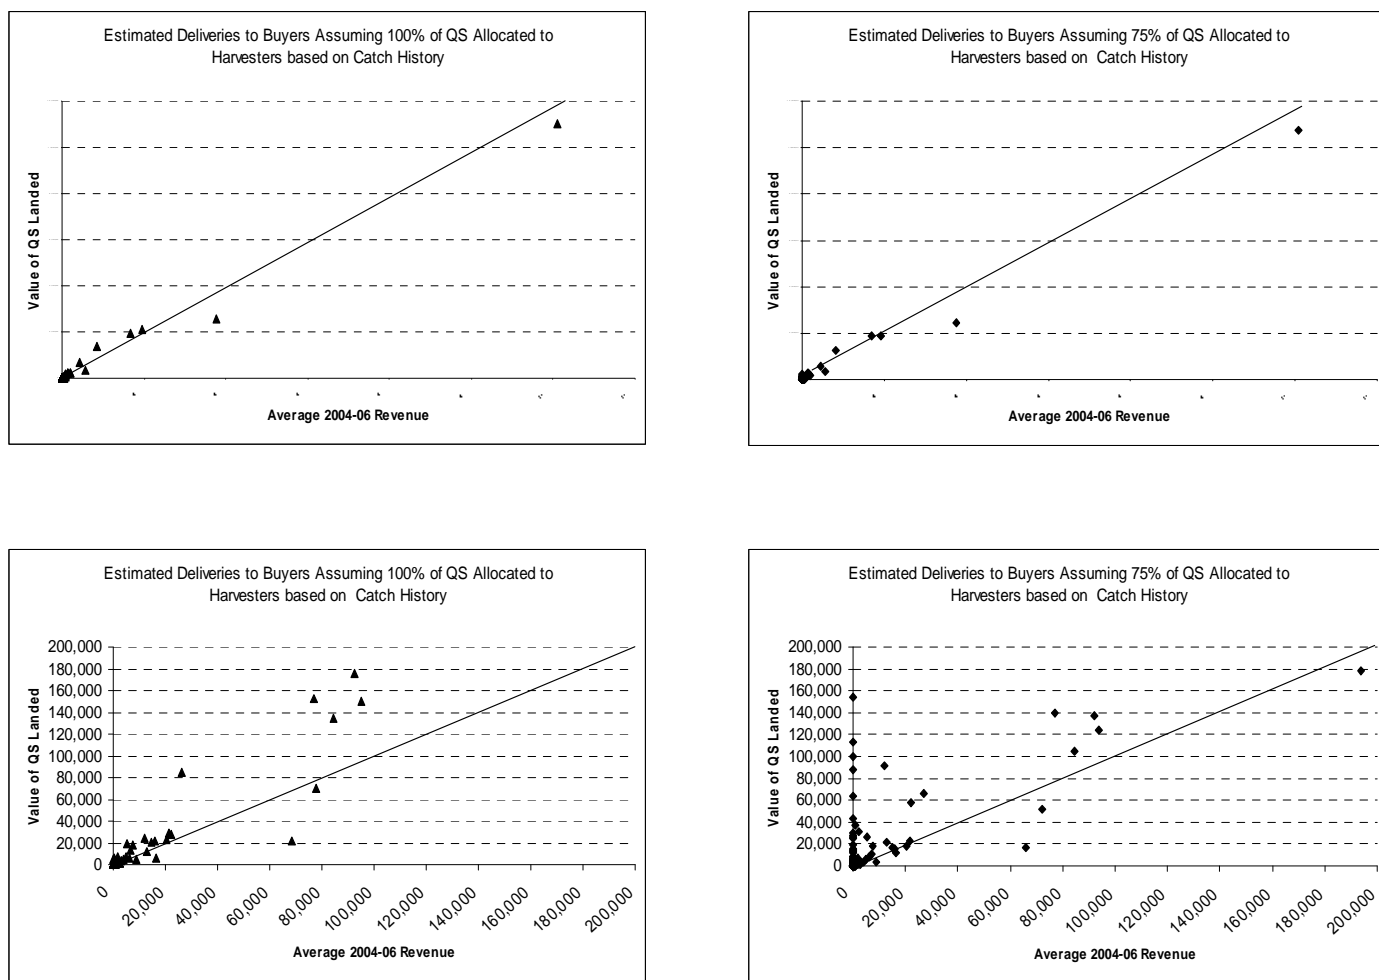 Estimated Deliveries to Buyers Assuming 100% of QS Allocated to
Harvesters based on Catch History
Value of QS Landed
Average 2004-06 Revenue
Estimated Deliveries to Buyers Assuming 75% of QS Allocated to
Harvesters based on Catch History
Value of QS Landed
Average 2004-06 Revenue
Estimated Deliveries to Buyers Assuming 100% of QS Allocated to
Harvesters based on Catch History
Value of QS Landed
200,000
180,000
160,000
140,000
120,000
100,000
80,000
60,000
40,000
20,000
0
0
20,000
40,000
60,000
80,000
100,000
120,000
140,000
160,000
180,000
200,000
Average 2004-06 Revenue
Estimated Deliveries to Buyers Assuming 75% of QS Allocated to
Harvesters based on Catch History
Value of QS Landed
200,000
180,000
160,000
140,000
120,000
100,000
80,000
60,000
40,000
20,000
0
0
20,000
40,000
60,000
80,000
100,000
120,000
140,000
160,000
180,000
200,000
Average 2004-06 Revenue